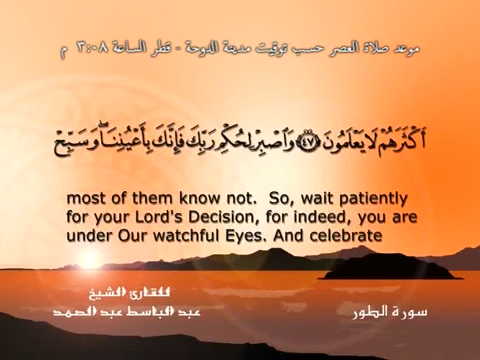 موعد صلاة العصر حسب توقيت مدينة الدوحة - قطر الساعة ٣:٠٨ م
أَكْثَرَهُمْ لَا يَعْلَمُونَ ﴿٤٧﴾ وَاصْبِرْ لِحُكْمِ رَبِّكَ فَإِنَّكَ بِأَعْيُنِنَا ۖ وَسَبِّحْ
most of them know not. So, wait patiently
for your Lord's Decision, for indeed, you are
under Our watchful Eyes. And celebrate
للقارئ الشيخ
عبد الباسط عبد الصمد
سورة الطور